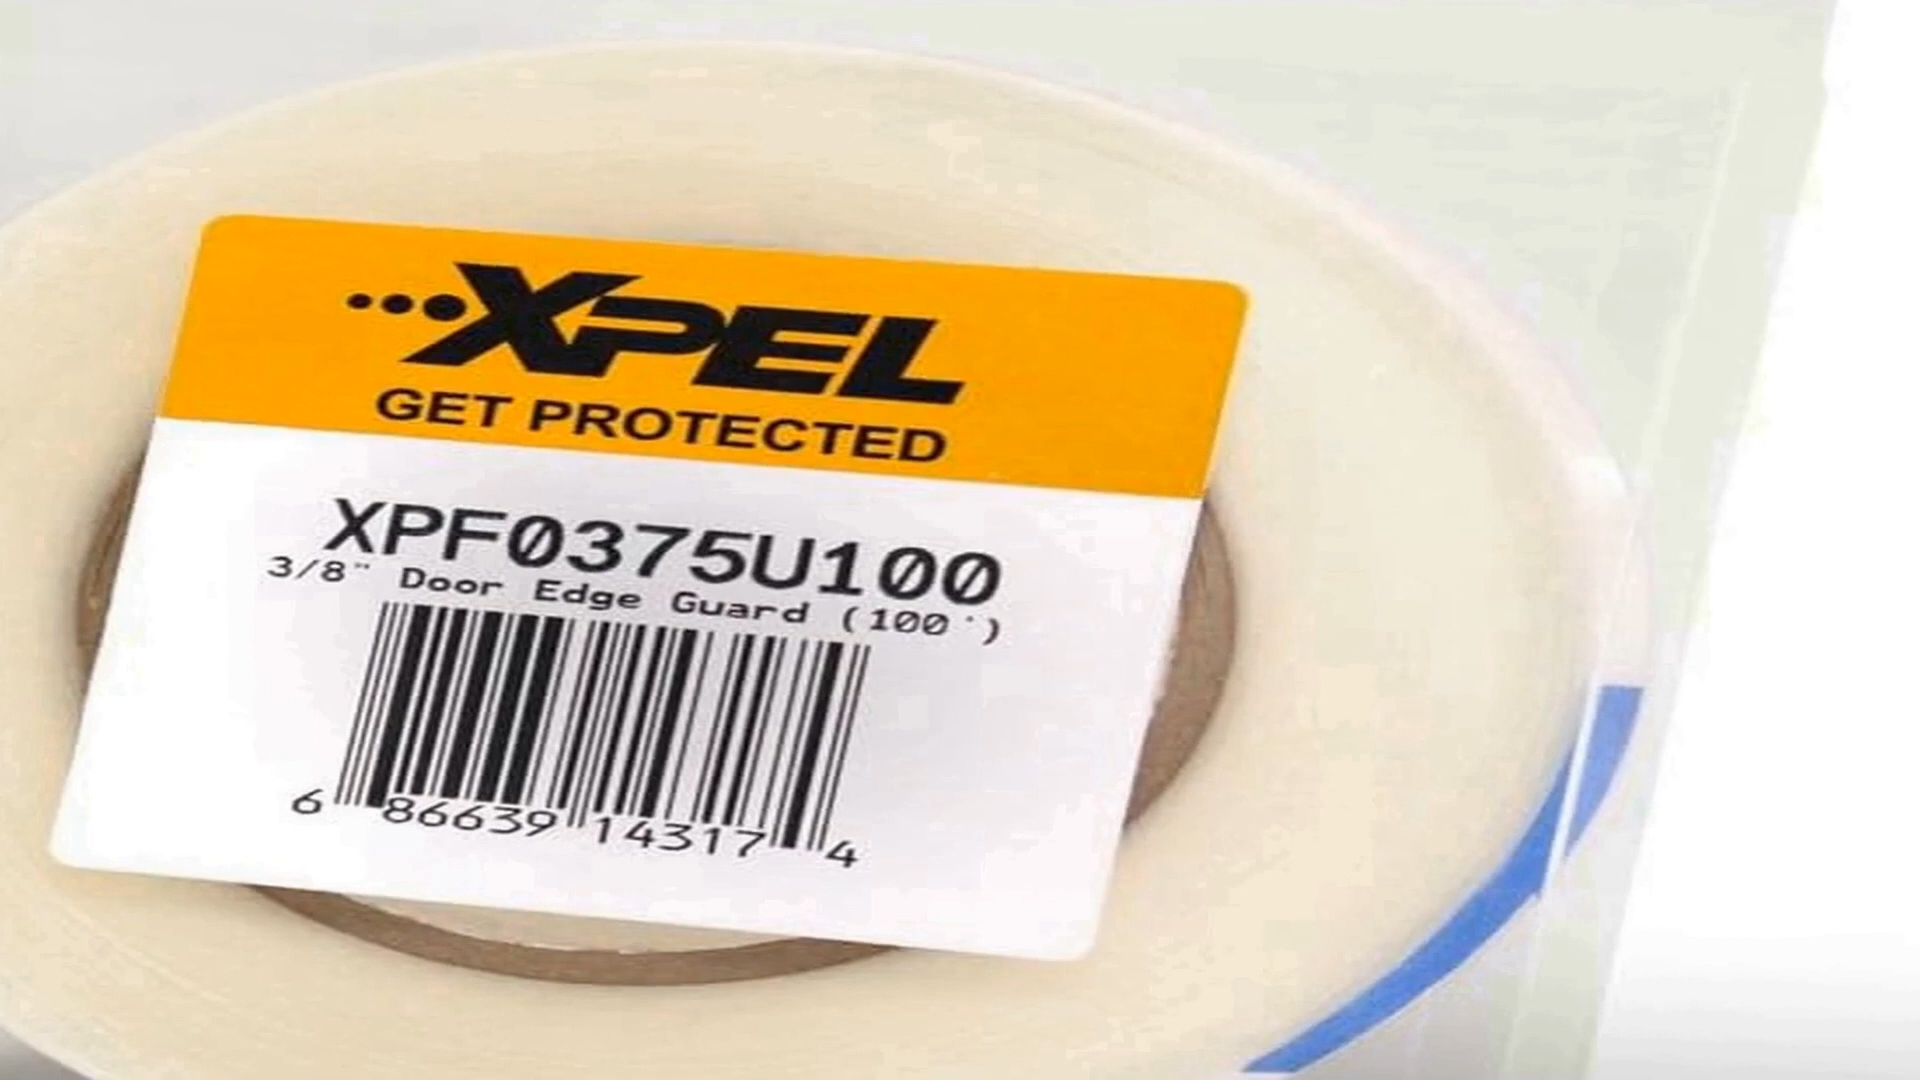 XPEL
GET PROTECTED
XPF0375U100
3/8" Door Edge Guard (100')
6 86639 14317 4